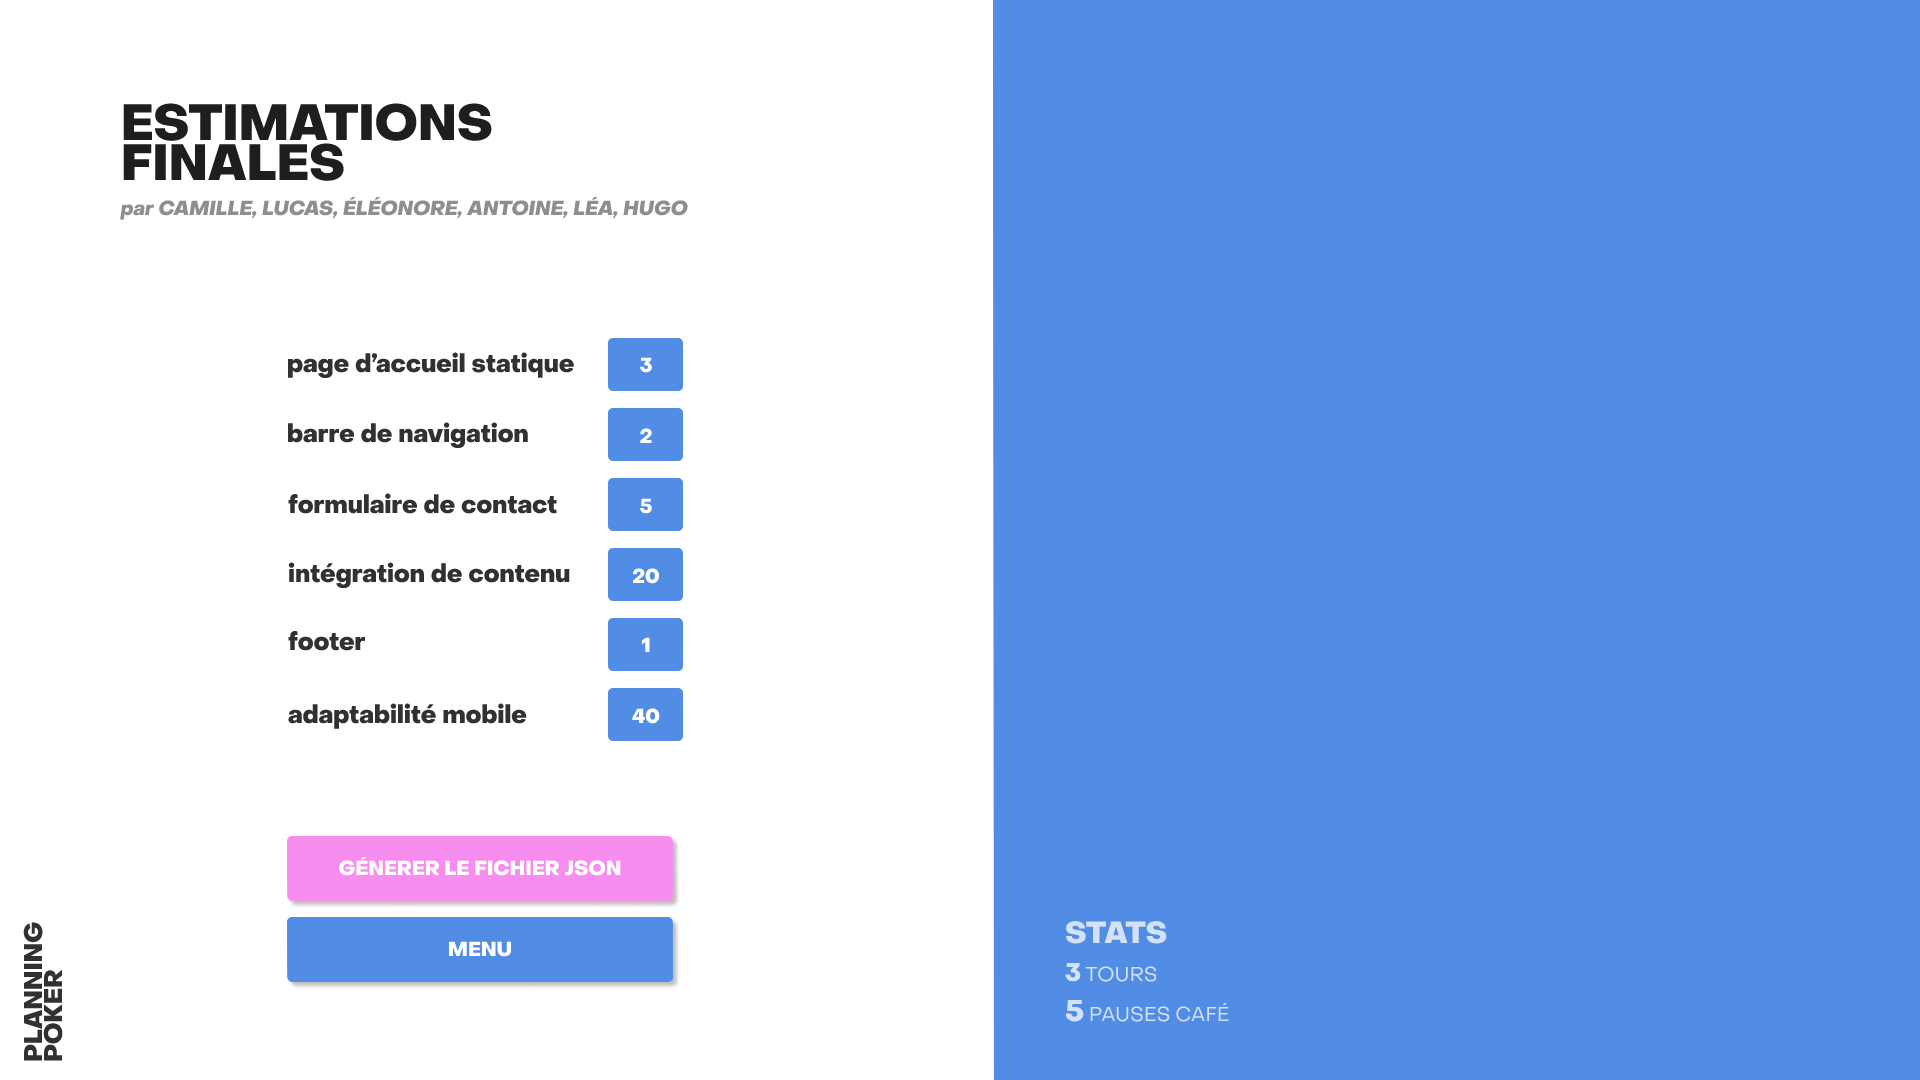 ESTIMATIONS
FINALES
par CAMILLE, LUCAS, ÉLÉONORE, ANTOINE, LÉA, HUGO
page d’accueil statique 3
barre de navigation 2
formulaire de contact 5
intégration de contenu 20
footer 1
adaptabilité mobile 40
GÉNERER LE FICHIER JSON
MENU
PLANNING
POKER
STATS
3 TOURS
5 PAUSES CAFÉ